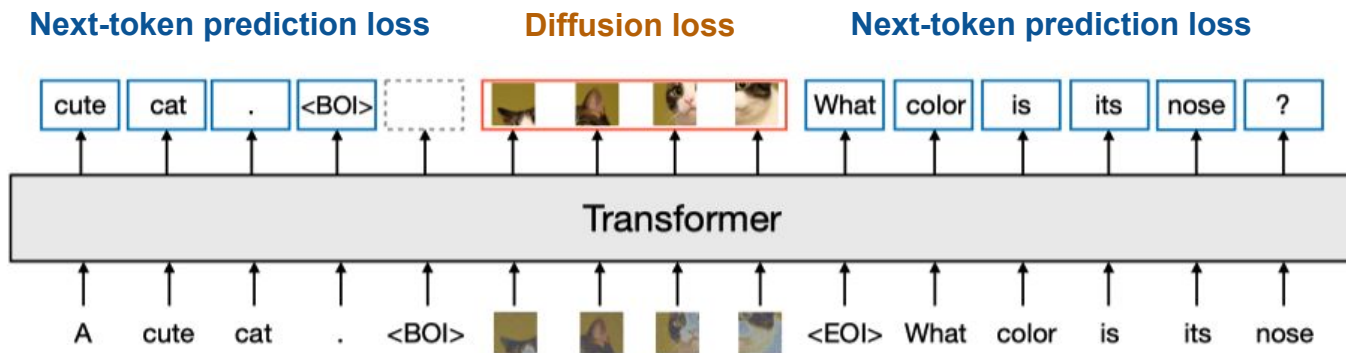 Next-token prediction loss Diffusion loss Next-token prediction loss
cute cat . <BOI> What color is its nose ?
Transformer
A cute cat . <BOI> <EOI> What color is its nose